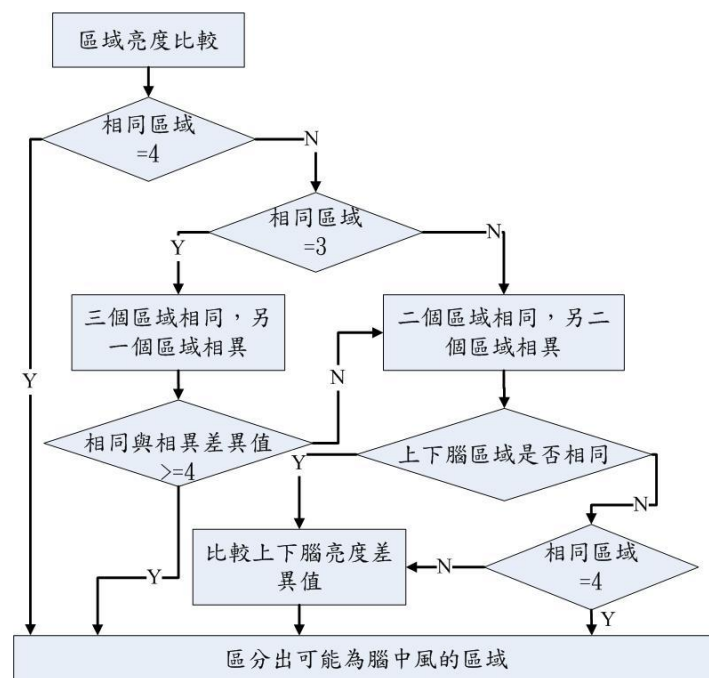 區域亮度比較
相同區域
=4
N
相同區域
=3
Y
N
三個區域相同，另
一個區域相異
二個區域相同，另二
個區域相異
Y
N
相同與相異差異值
>=4
上下腦區域是否相同
Y
N
比較上下腦亮度差
異值
相同區域
=4
Y
N
Y
區分出可能為腦中風的區域